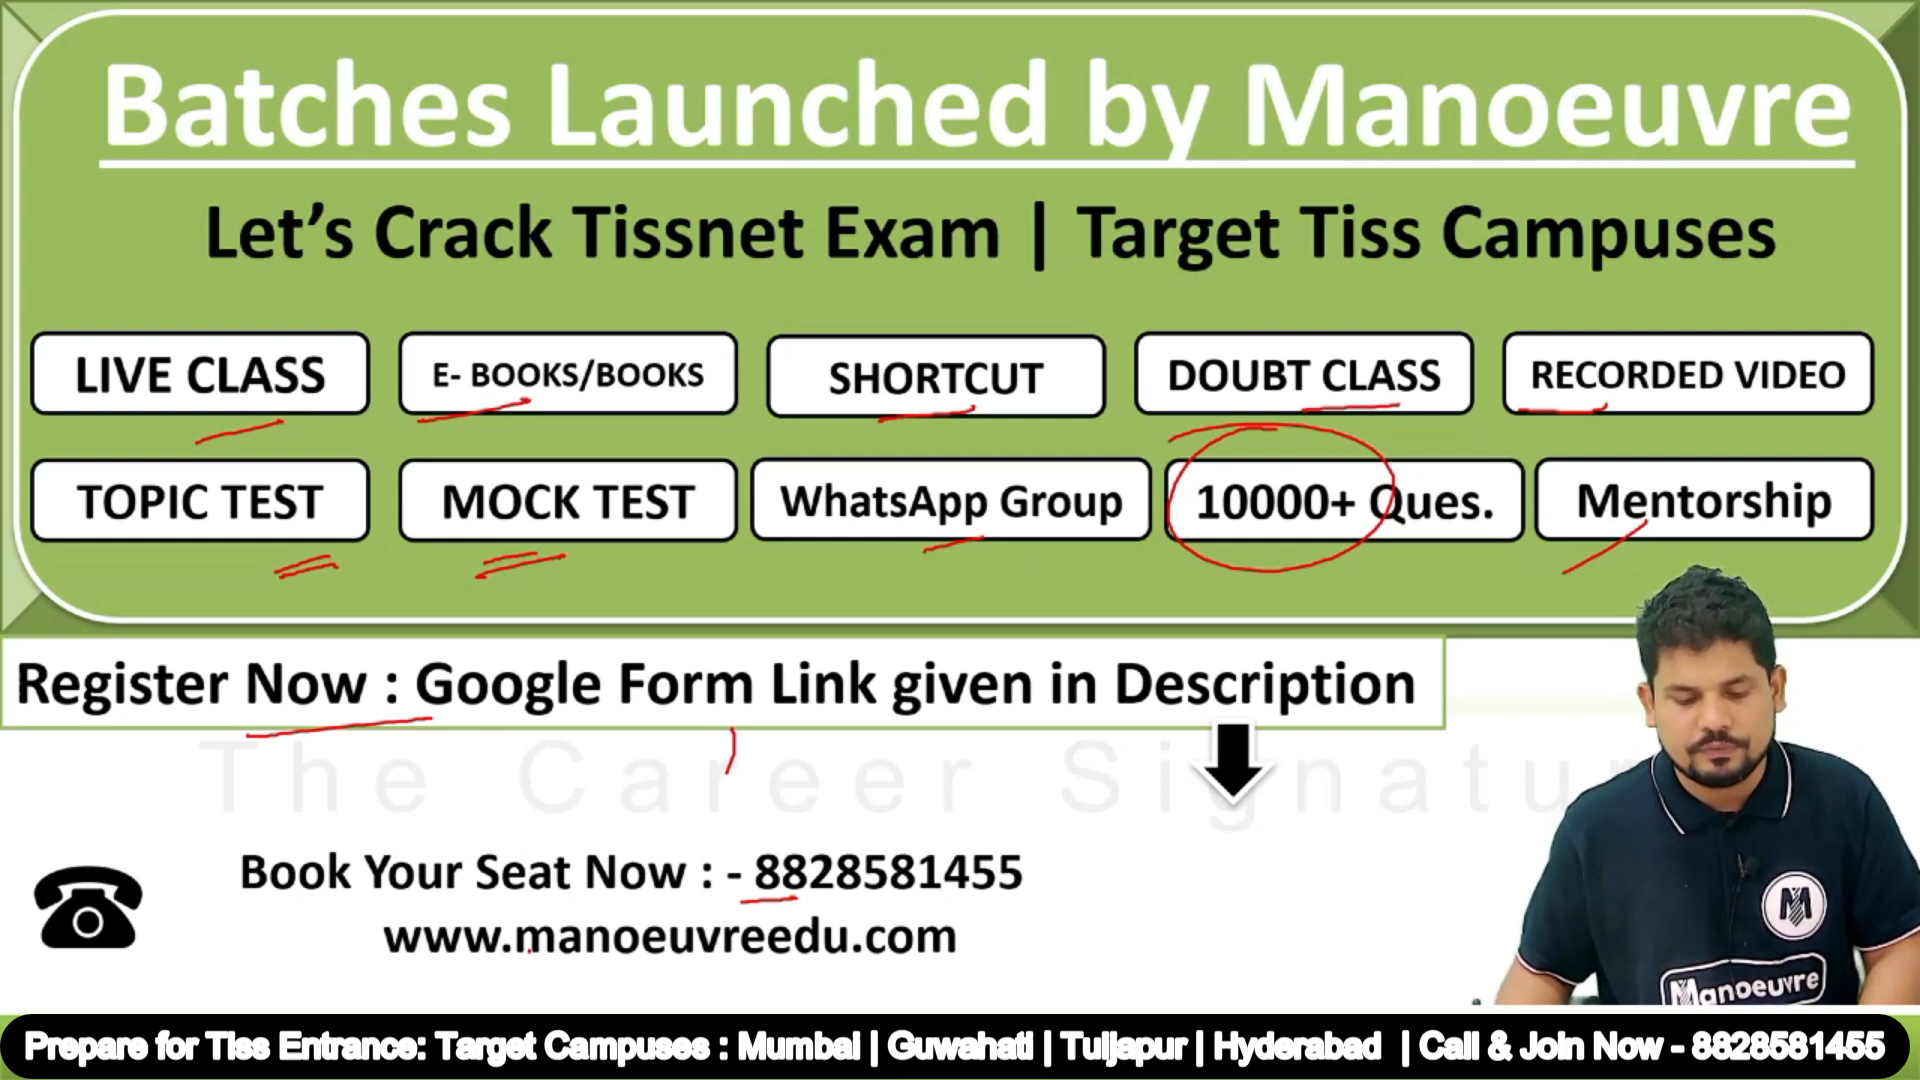 Batches Launched by Manoeuvre
Let's Crack Tissnet Exam | Target Tiss Campuses
LIVE CLASS
E- BOOKS/BOOKS
SHORTCUT
DOUBT CLASS
RECORDED VIDEO
TOPIC TEST
MOCK TEST
WhatsApp Group
10000+ Ques.
Mentorship
Register Now : Google Form Link given in Description
The Career Signatu
Book Your Seat Now : - 8828581455
www.manoeuvreedu.com
M
Manoeuvre
Prepare for Tiss Entrance: Target Campuses : Mumbai | Guwahati | Tuljapur | Hyderabad | Call & Join Now - 8828581455